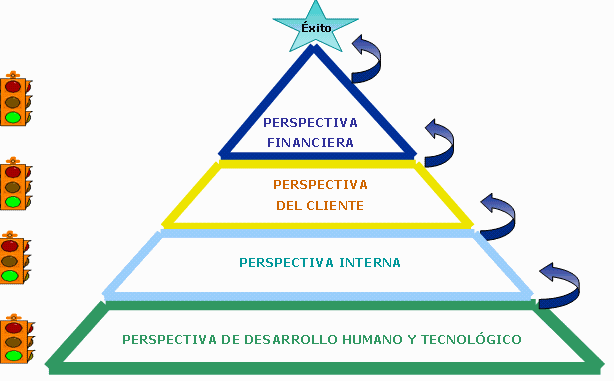 Éxito
PERSPECTIVA
FINANCIERA
PERSPECTIVA
DEL CLIENTE
PERSPECTIVA INTERNA
PERSPECTIVA DE DESARROLLO HUMANO Y TECNOLÓGICO